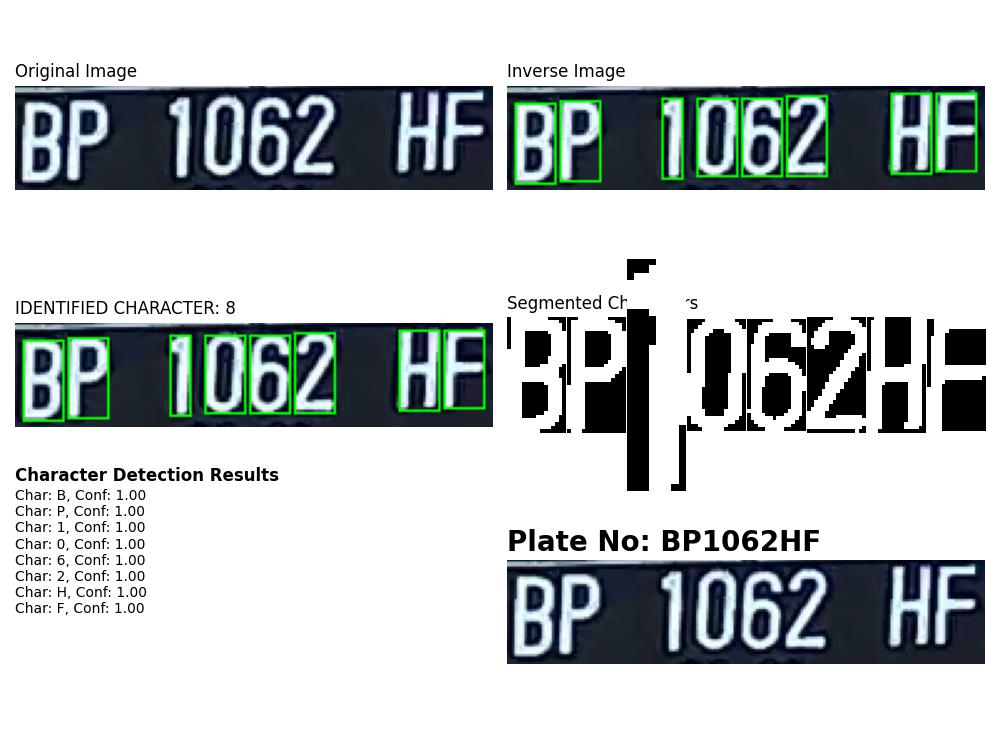 Original Image
BP 1062 HF
Inverse Image
BP 1062 HF
IDENTIFIED CHARACTER: 8
BP 1062 HF
Segmented Ch rs
BP1062HF
Character Detection Results
Char: B, Conf: 1.00
Char: P, Conf: 1.00
Char: 1, Conf: 1.00
Char: 0, Conf: 1.00
Char: 6, Conf: 1.00
Char: 2, Conf: 1.00
Char: H, Conf: 1.00
Char: F, Conf: 1.00
Plate No: BP1062HF
BP 1062 HF